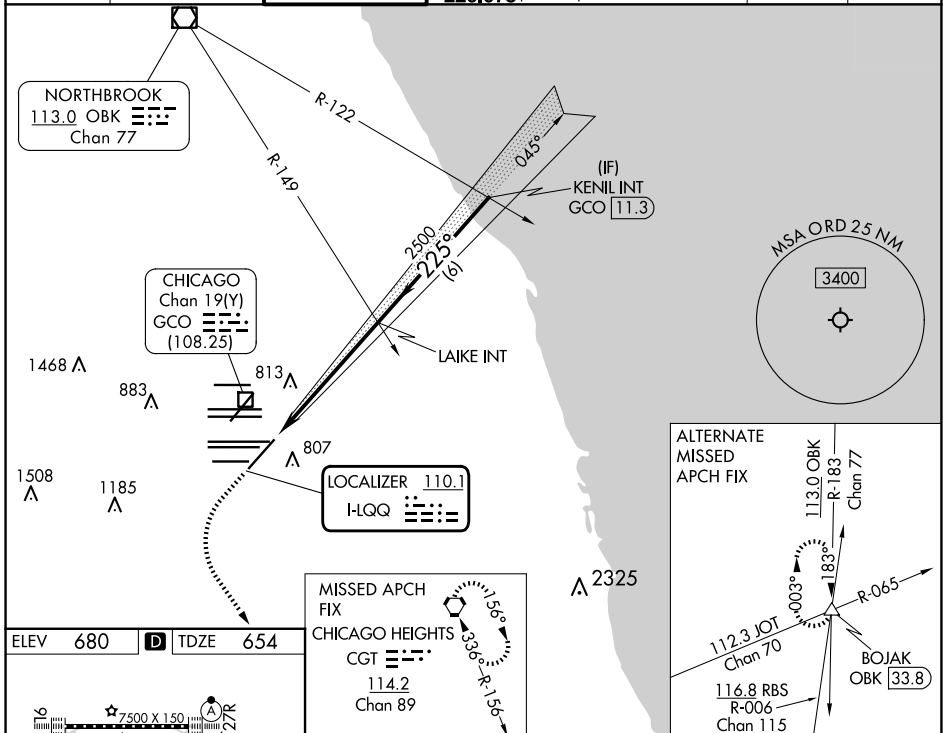 NORTHBROOK
113.0 OBK
Chan 77
R-122
R-149
045°
(IF)
KENIL INT
GCO 11.3
2500
225°
(6)
MSA ORD 25 NM
3400
CHICAGO
Chan 19(Y)
GCO
(108.25)
LAIKE INT
1468
883
813
807
1508
1185
LOCALIZER 110.1
I-LQQ
2325
ALTERNATE
MISSED
APCH FIX
113.0 OBK
R-183
Chan 77
003°
183°
R-065
112.3 JOT
Chan 70
BOJAK
OBK 33.8
116.8 RBS
R-006
Chan 115
MISSED APCH
FIX
CHICAGO HEIGHTS
CGT
114.2
Chan 89
156°
336°
R-156
ELEV 680 D TDZE 654
7500 X 150
A
27R